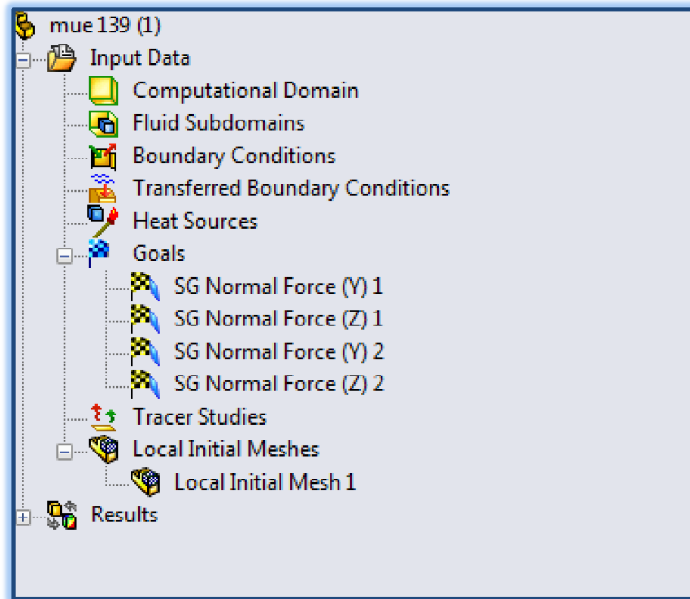 mue 139 (1)
Input Data
Computational Domain
Fluid Subdomains
Boundary Conditions
Transferred Boundary Conditions
Heat Sources
Goals
SG Normal Force (Y) 1
SG Normal Force (Z) 1
SG Normal Force (Y) 2
SG Normal Force (Z) 2
Tracer Studies
Local Initial Meshes
Local Initial Mesh 1
Results